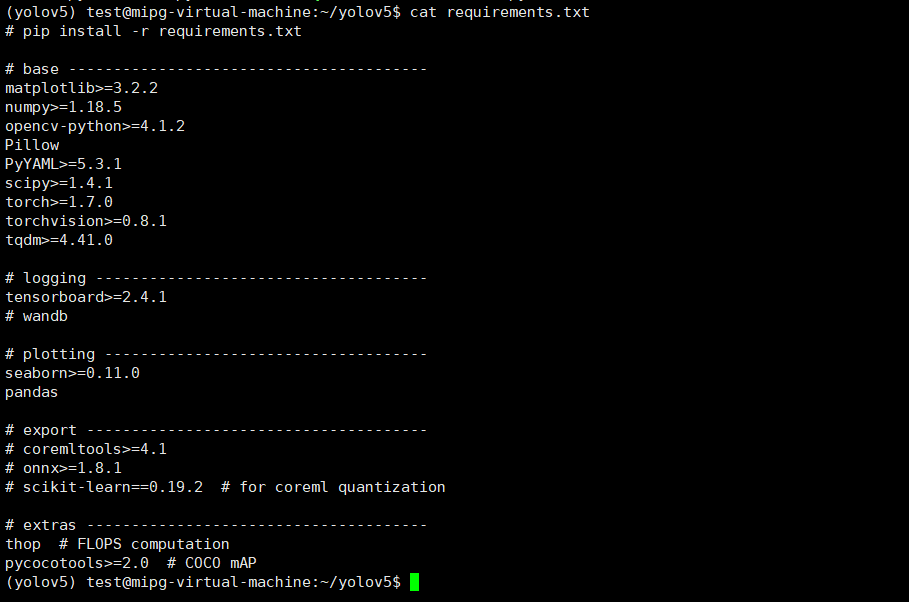 (yolov5) test@mipg-virtual-machine:~/yolov5$ cat requirements.txt
# pip install -r requirements.txt
# base ----------------------------------------
matplotlib>=3.2.2
numpy>=1.18.5
opencv-python>=4.1.2
Pillow
PyYAML>=5.3.1
scipy>=1.4.1
torch>=1.7.0
torchvision>=0.8.1
tqdm>=4.41.0
# logging -------------------------------------
tensorboard>=2.4.1
# wandb
# plotting ------------------------------------
seaborn>=0.11.0
pandas
# export --------------------------------------
# coremltools>=4.1
# onnx>=1.8.1
# scikit-learn==0.19.2  # for coreml quantization
# extras --------------------------------------
thop  # FLOPS computation
pycocotools>=2.0  # COCO mAP
(yolov5) test@mipg-virtual-machine:~/yolov5$